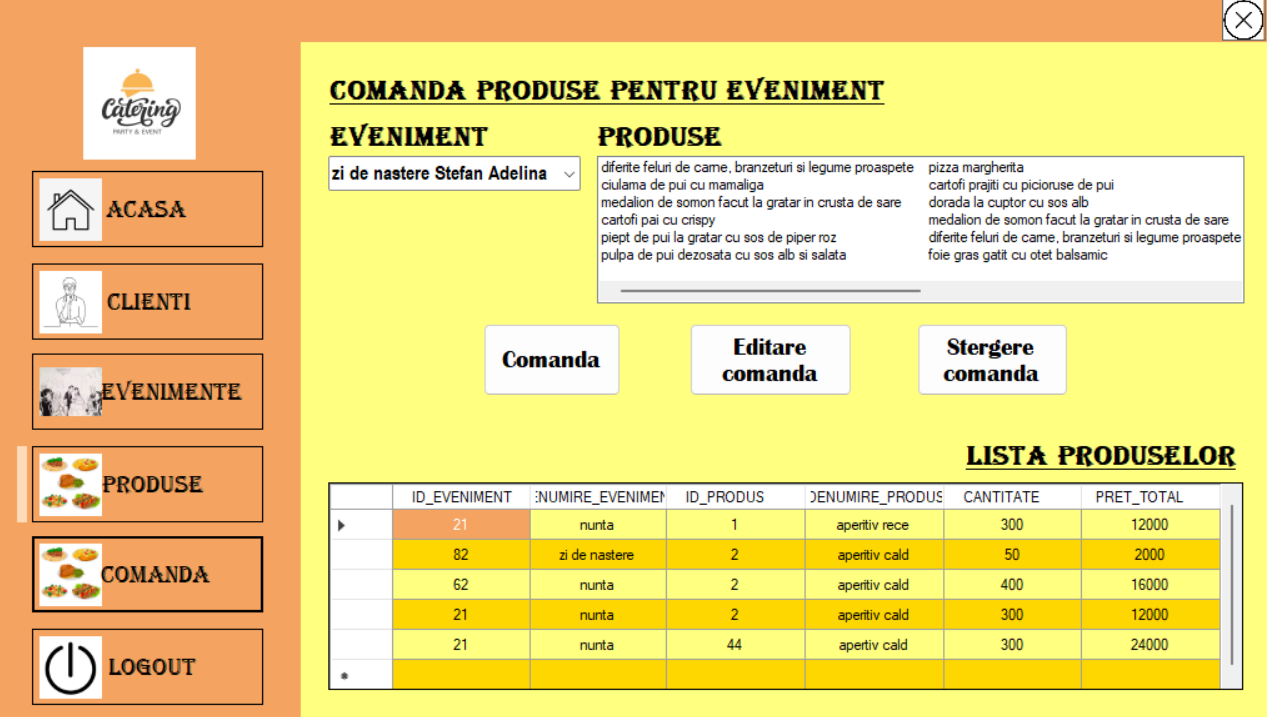 Catering
PARTY & EVENT
ACASA
CLIENTI
EVENIMENTE
PRODUSE
COMANDA
LOGOUT
COMANDA PRODUSE PENTRU EVENIMENT
EVENIMENT
zi de nastere Stefan Adelina
PRODUSE
diferite feluri de carne, branzeturi si legume proaspete pizza margherita
ciulama de pui cu mamaliga cartofi prajiti cu picioruse de pui
medalion de somon facut la gratar in crusta de sare dorada la cuptor cu sos alb
cartofi pai cu crispy medalion de somon facut la gratar in crusta de sare
piept de pui la gratar cu sos de piper roz diferite feluri de carne, branzeturi si legume proaspete
pulpa de pui dezosata cu sos alb si salata foie gras gatit cu otet balsamic
Comanda
Editare
comanda
Stergere
comanda
LISTA PRODUSELOR
ID_EVENIMENT ENUMIRE_EVENIMEN ID_PRODUS DENUMIRE_PRODUS CANTITATE PRET_TOTAL
21 nunta 1 aperitiv rece 300 12000
82 zi de nastere 2 aperitiv cald 50 2000
62 nunta 2 aperitiv cald 400 16000
21 nunta 2 aperitiv cald 300 12000
21 nunta 44 apertiv cald 300 24000